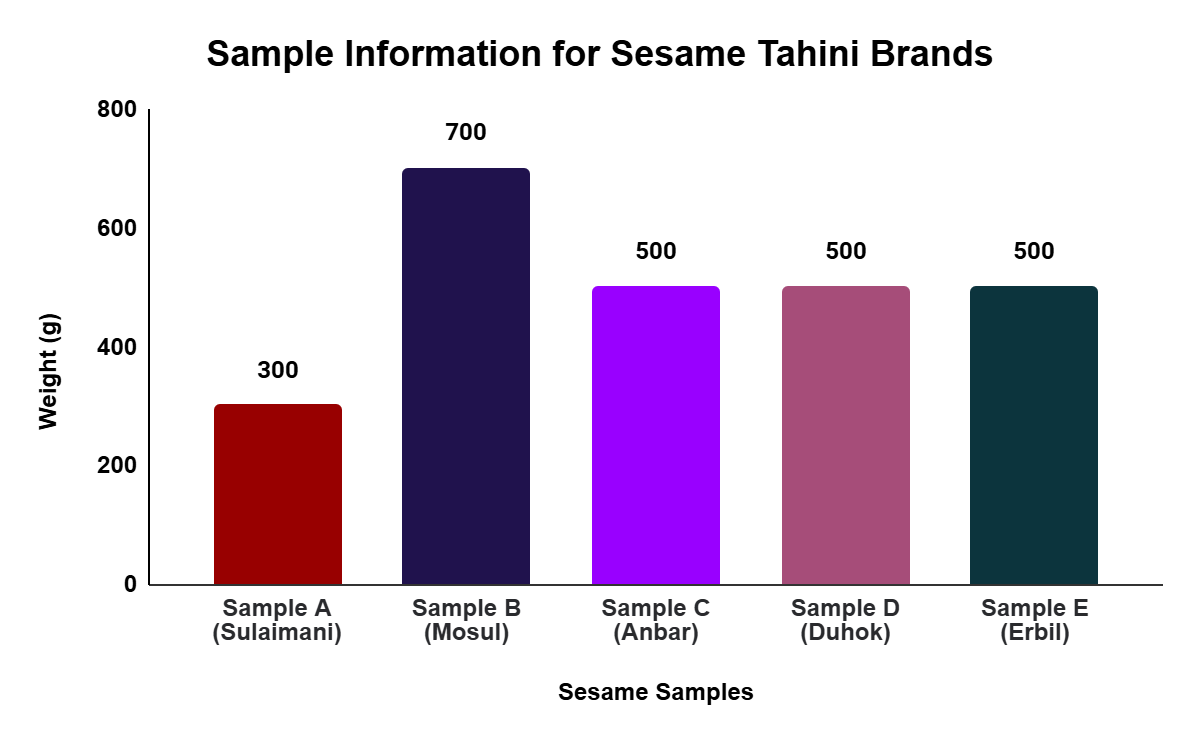 Sample Information for Sesame Tahini Brands
800
600
400
200
0
Weight (g)
300
700
500
500
500
Sample A
(Sulaimani)
Sample B
(Mosul)
Sample C
(Anbar)
Sample D
(Duhok)
Sample E
(Erbil)
Sesame Samples